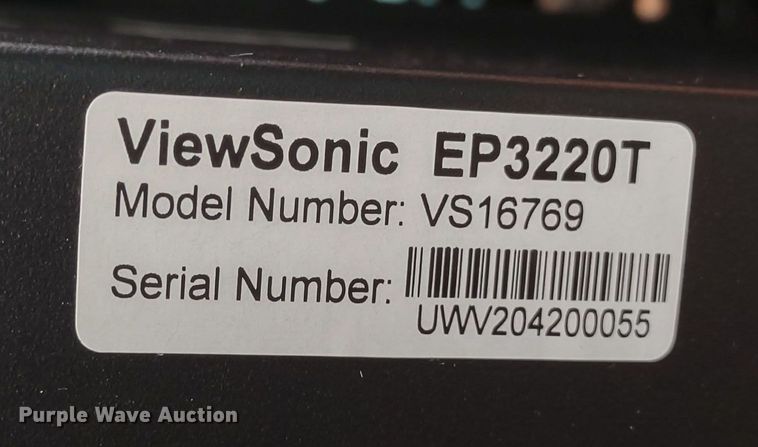 ViewSonic EP3220T
Model Number: VS16769
Serial Number:
UWV204200055
Purple Wave Auction